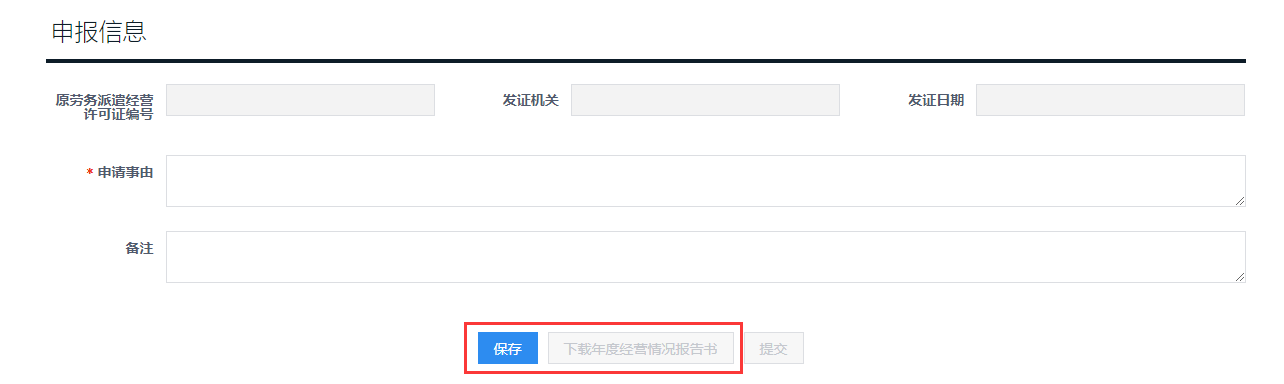 申报信息
原劳务派遣经营
许可证编号
发证机关
发证日期
* 申请事由
备注
保存 下载年度经营情况报告书 提交